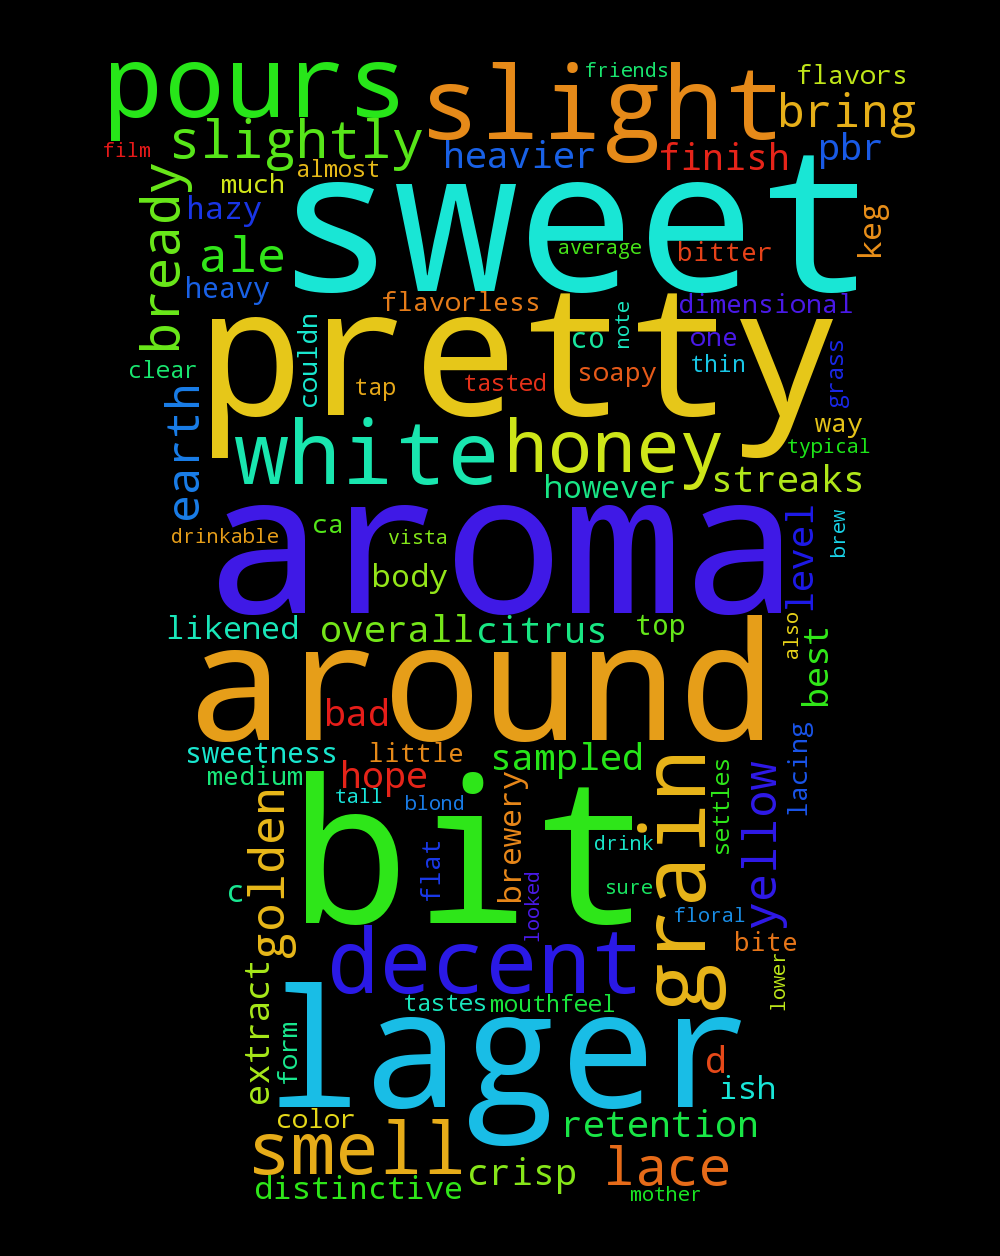 pours
slight
friends
flavors
bring
film
slightly
heavier
finish
pbr
almost
much
sweet
bready
hazy
keg
ale
average
bitter
heavy
flavorless
dimensional
pretty
couldn
co
note
one
clear
tap
tasted
soapy
thin
grass
earth
white
honey
way
typical
however
streaks
aroma
drinkable
ca
vista
body
level
brew
likened
overall
citrus
top
also
best
around
bad
sweetness
little
sampled
medium
hope
lacing
tall
blond
brewery
grain
settles
yellow
golden
bit
flat
drink
c
looked
sure
floral
bite
decent
lower
extract
tastes
mouthfeel
form
lager
d
ish
color
retention
smell
crisp
lace
distinctive
mother